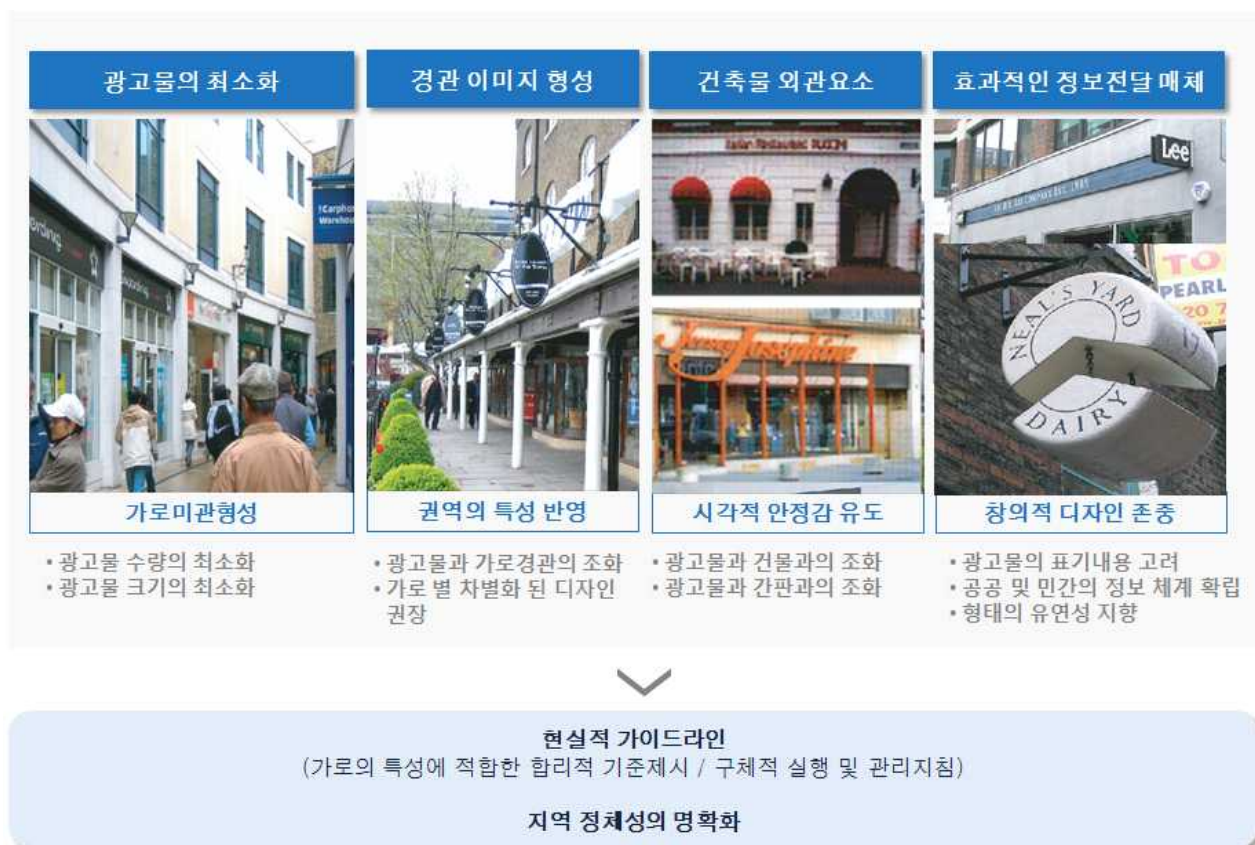 광고물의 최소화
경관 이미지 형성
건축물 외관요소
효과적인 정보전달 매체
Carphone
Warehouse
Italian Restaurant
Lee
Josephine
TO
PEARL
20 7
NEAL'S YARD
DAIRY
17
가로미관형성
권역의 특성 반영
시각적 안정감 유도
창의적 디자인 존중
• 광고물 수량의 최소화
• 광고물 크기의 최소화
• 광고물과 가로경관의 조화
• 가로 별 차별화 된 디자인
권장
• 광고물과 건물과의 조화
• 광고물과 간판과의 조화
• 광고물의 표기내용 고려
• 공공 및 민간의 정보 체계 확립
• 형태의 유연성 지향
현실적 가이드라인
(가로의 특성에 적합한 합리적 기준제시 / 구체적 실행 및 관리지침)
지역 정체성의 명확화